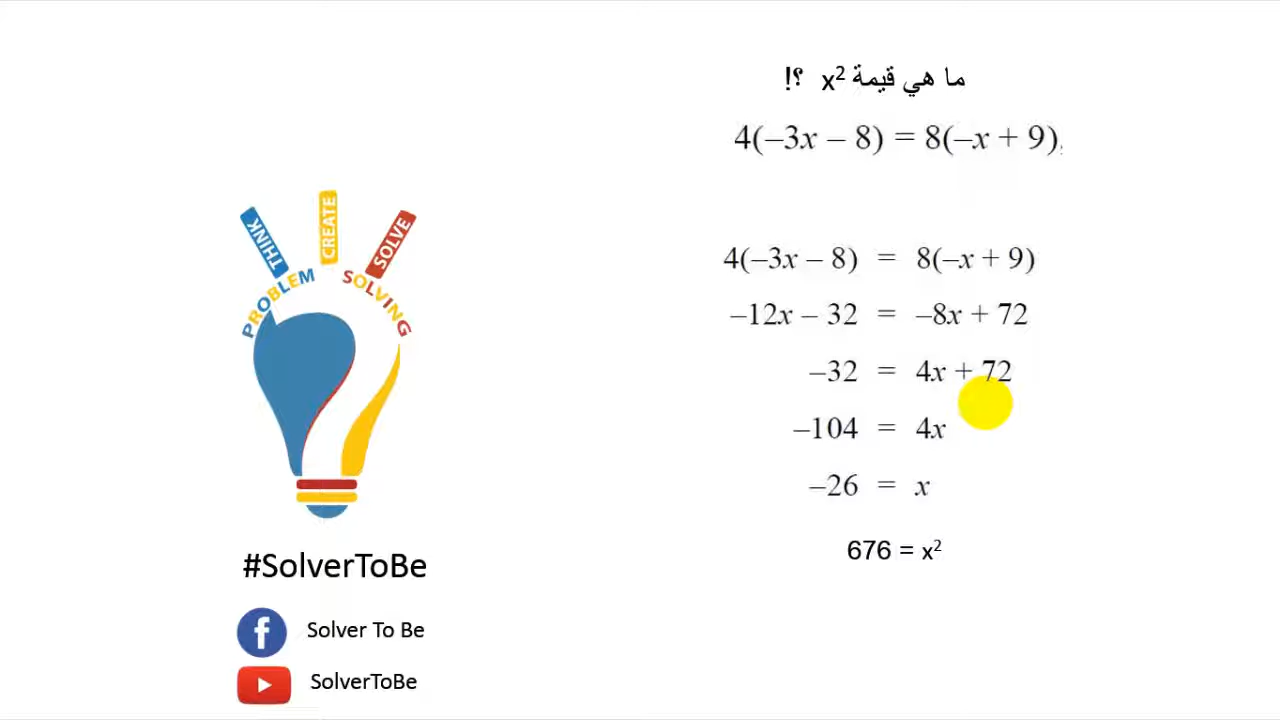 ما هي قيمة x² ؟!
4(–3x – 8) = 8(–x + 9).
4(–3x – 8) = 8(–x + 9)
–12x – 32 = –8x + 72
–32 = 4x + 72
–104 = 4x
–26 = x
676 = x²
THINK
CREATE
SOLVE
PROBLEM SOLVING
#SolverToBe
Solver To Be
SolverToBe